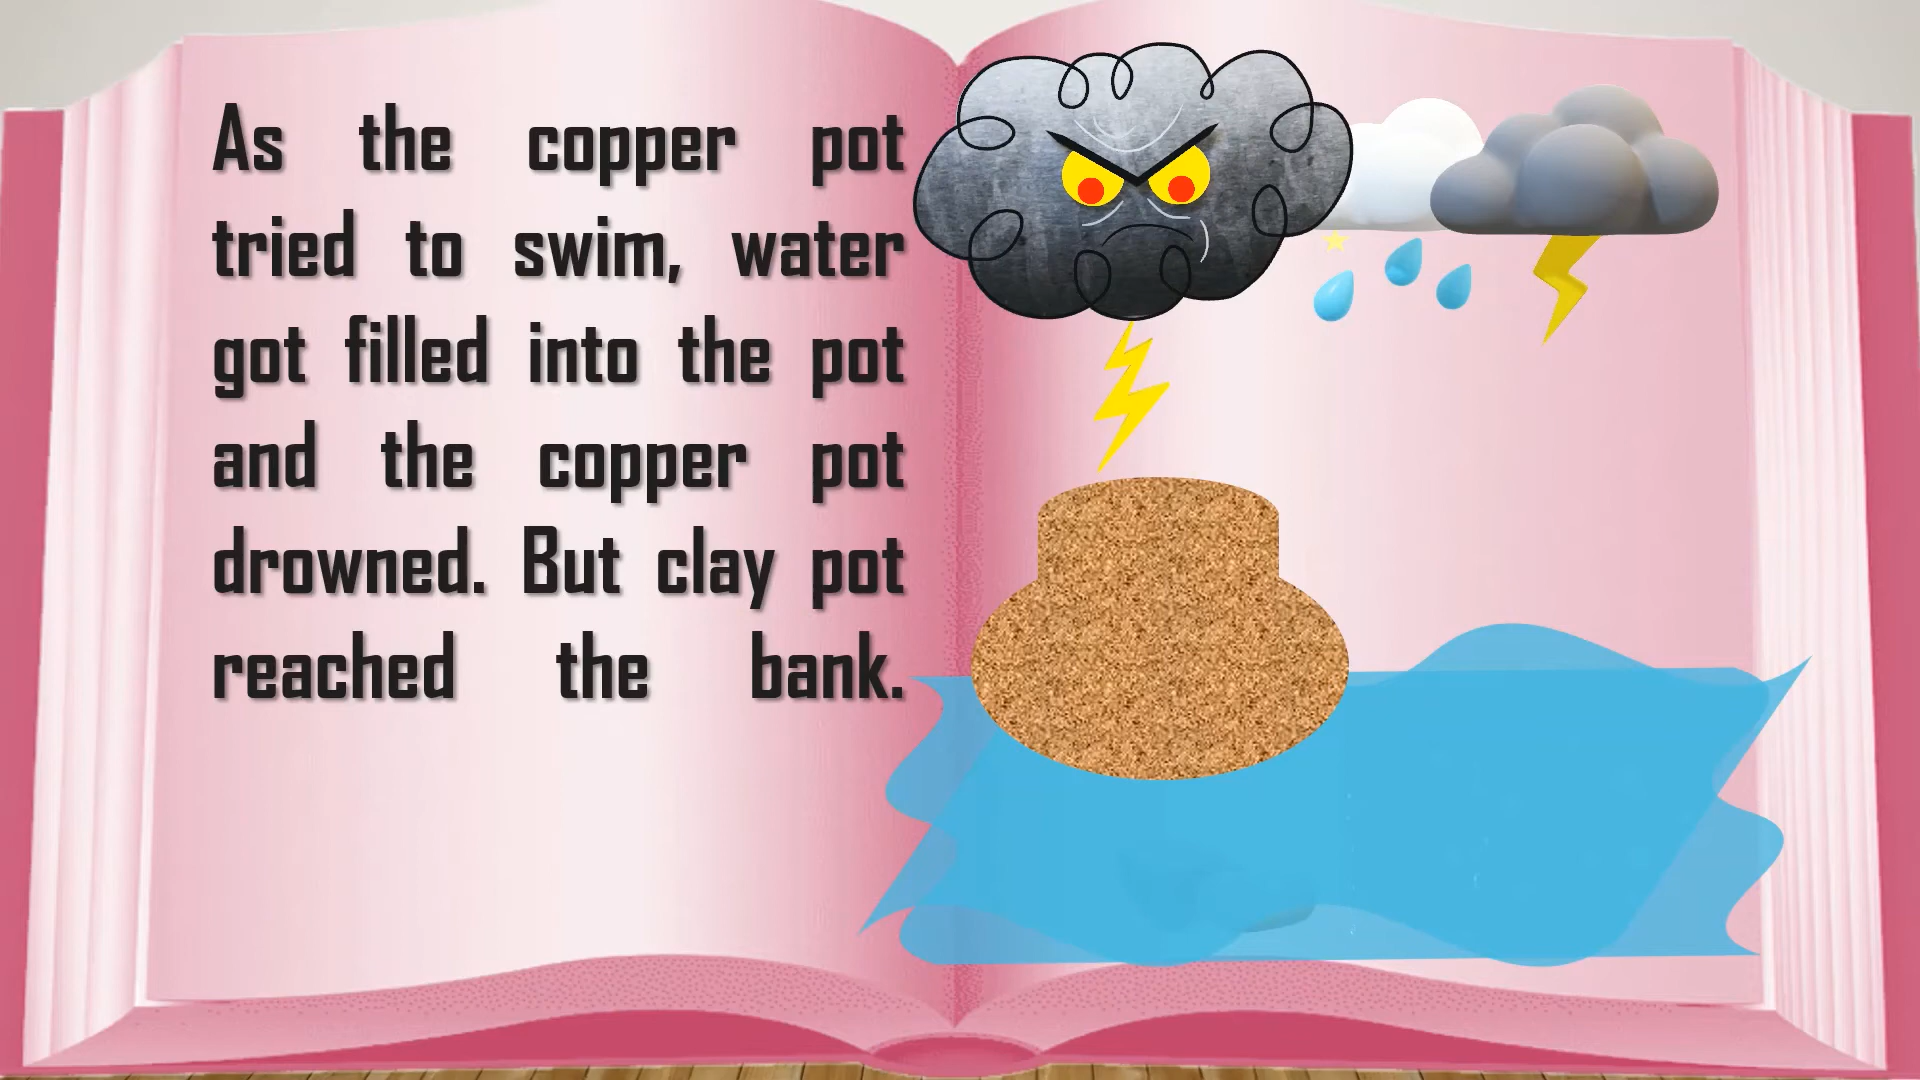 As the copper pot
tried to swim, water
got filled into the pot
and the copper pot
drowned. But clay pot
reached the bank.